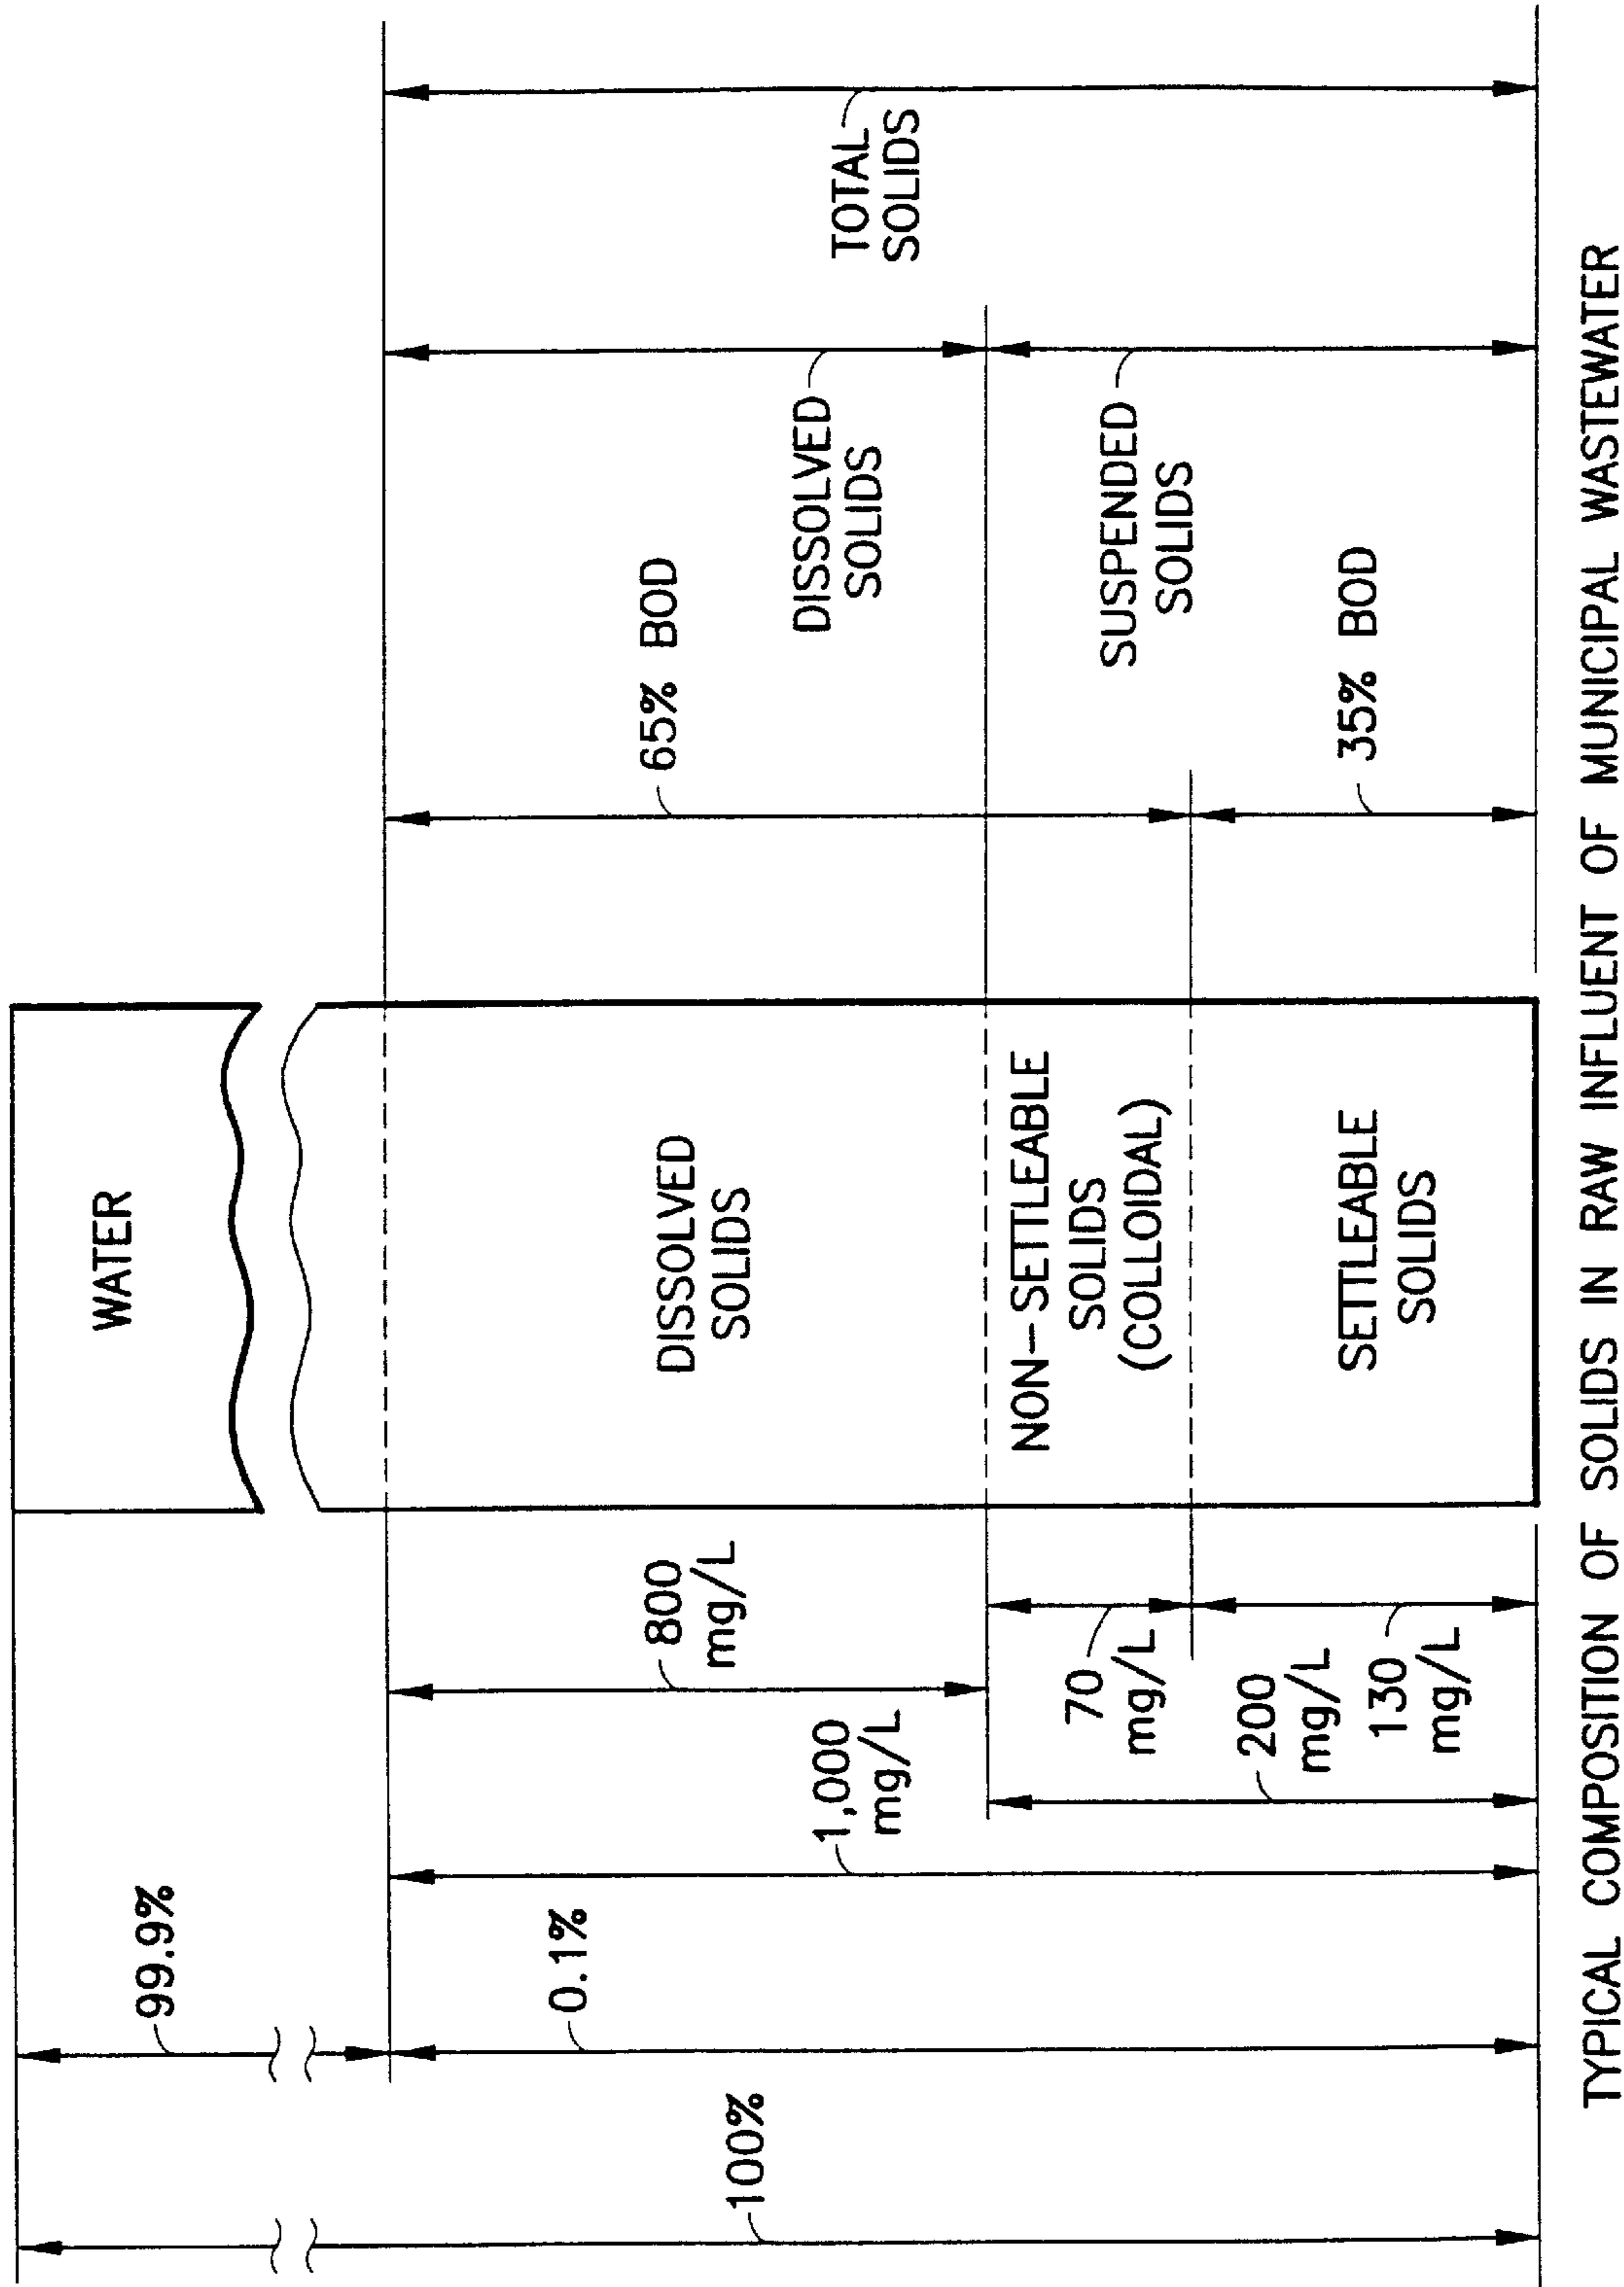 100%
99.9%
0.1%
1,000
mg/L
800
mg/L
200
mg/L
70
mg/L
130
mg/L
WATER
DISSOLVED
SOLIDS
NON-SETTLEABLE
SOLIDS
(COLLOIDAL)
SETTLEABLE
SOLIDS
65% BOD
35% BOD
DISSOLVED
SOLIDS
SUSPENDED
SOLIDS
TOTAL
SOLIDS
TYPICAL COMPOSITION OF SOLIDS IN RAW INFLUENT OF MUNICIPAL WASTEWATER